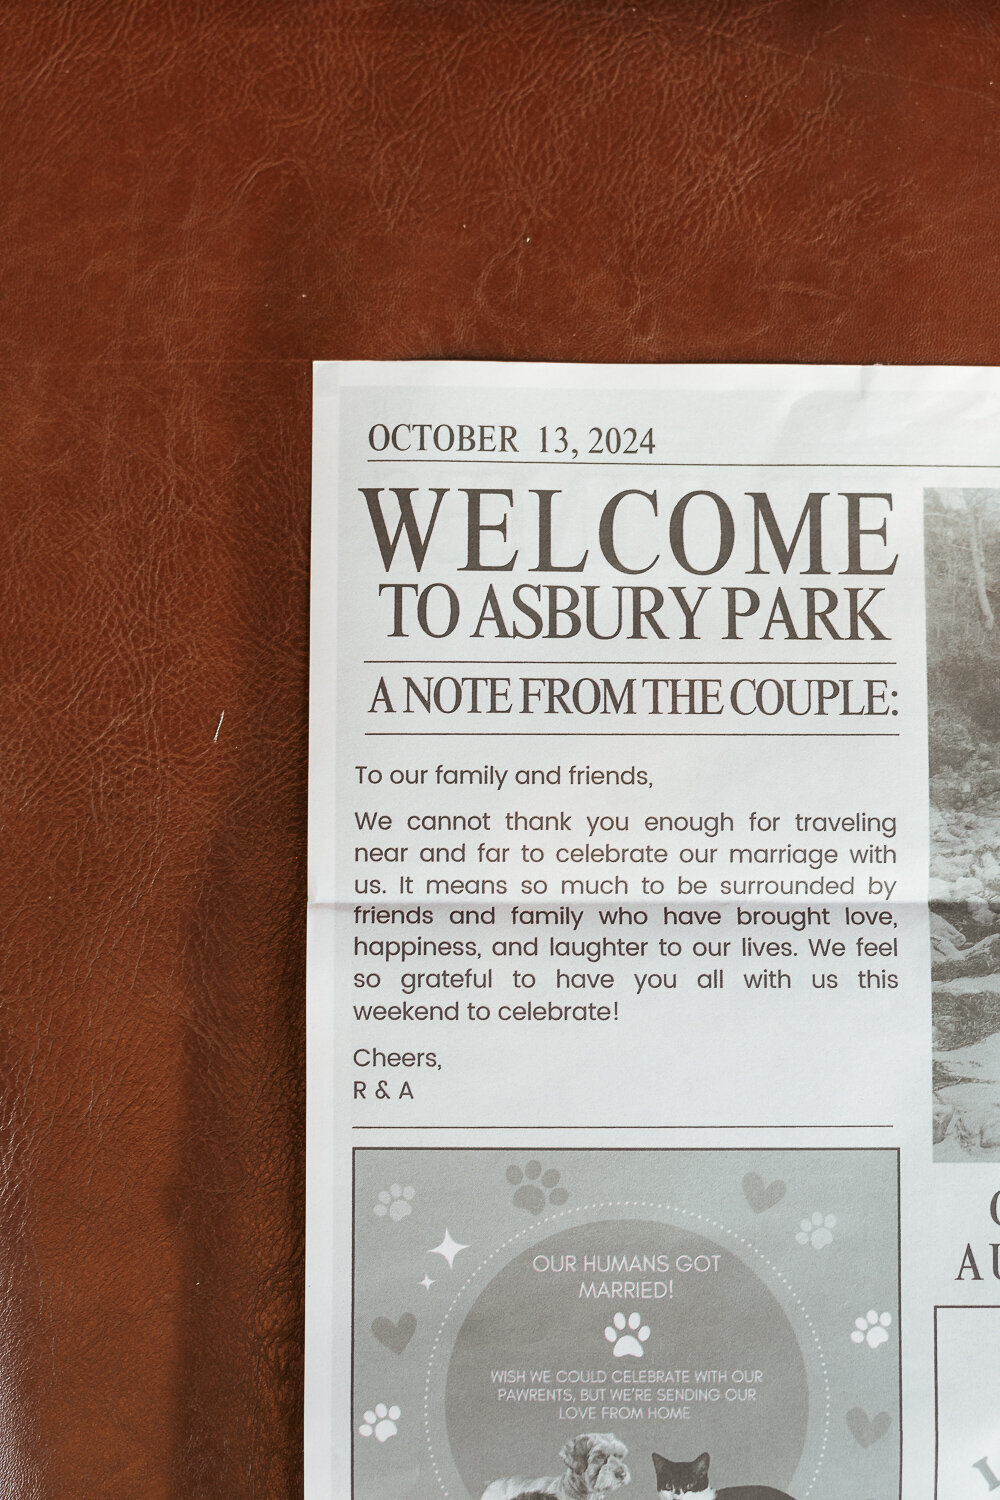 OCTOBER 13, 2024
WELCOME
TO ASBURY PARK
A NOTE FROM THE COUPLE:
To our family and friends,
We cannot thank you enough for traveling
near and far to celebrate our marriage with
us. It means so much to be surrounded by
friends and family who have brought love,
happiness, and laughter to our lives. We feel
so grateful to have you all with us this
weekend to celebrate!
Cheers,
R & A
OUR HUMANS GOT
MARRIED!
WISH WE COULD CELEBRATE WITH OUR
PAWRENTS, BUT WE'RE SENDING OUR
LOVE FROM HOME